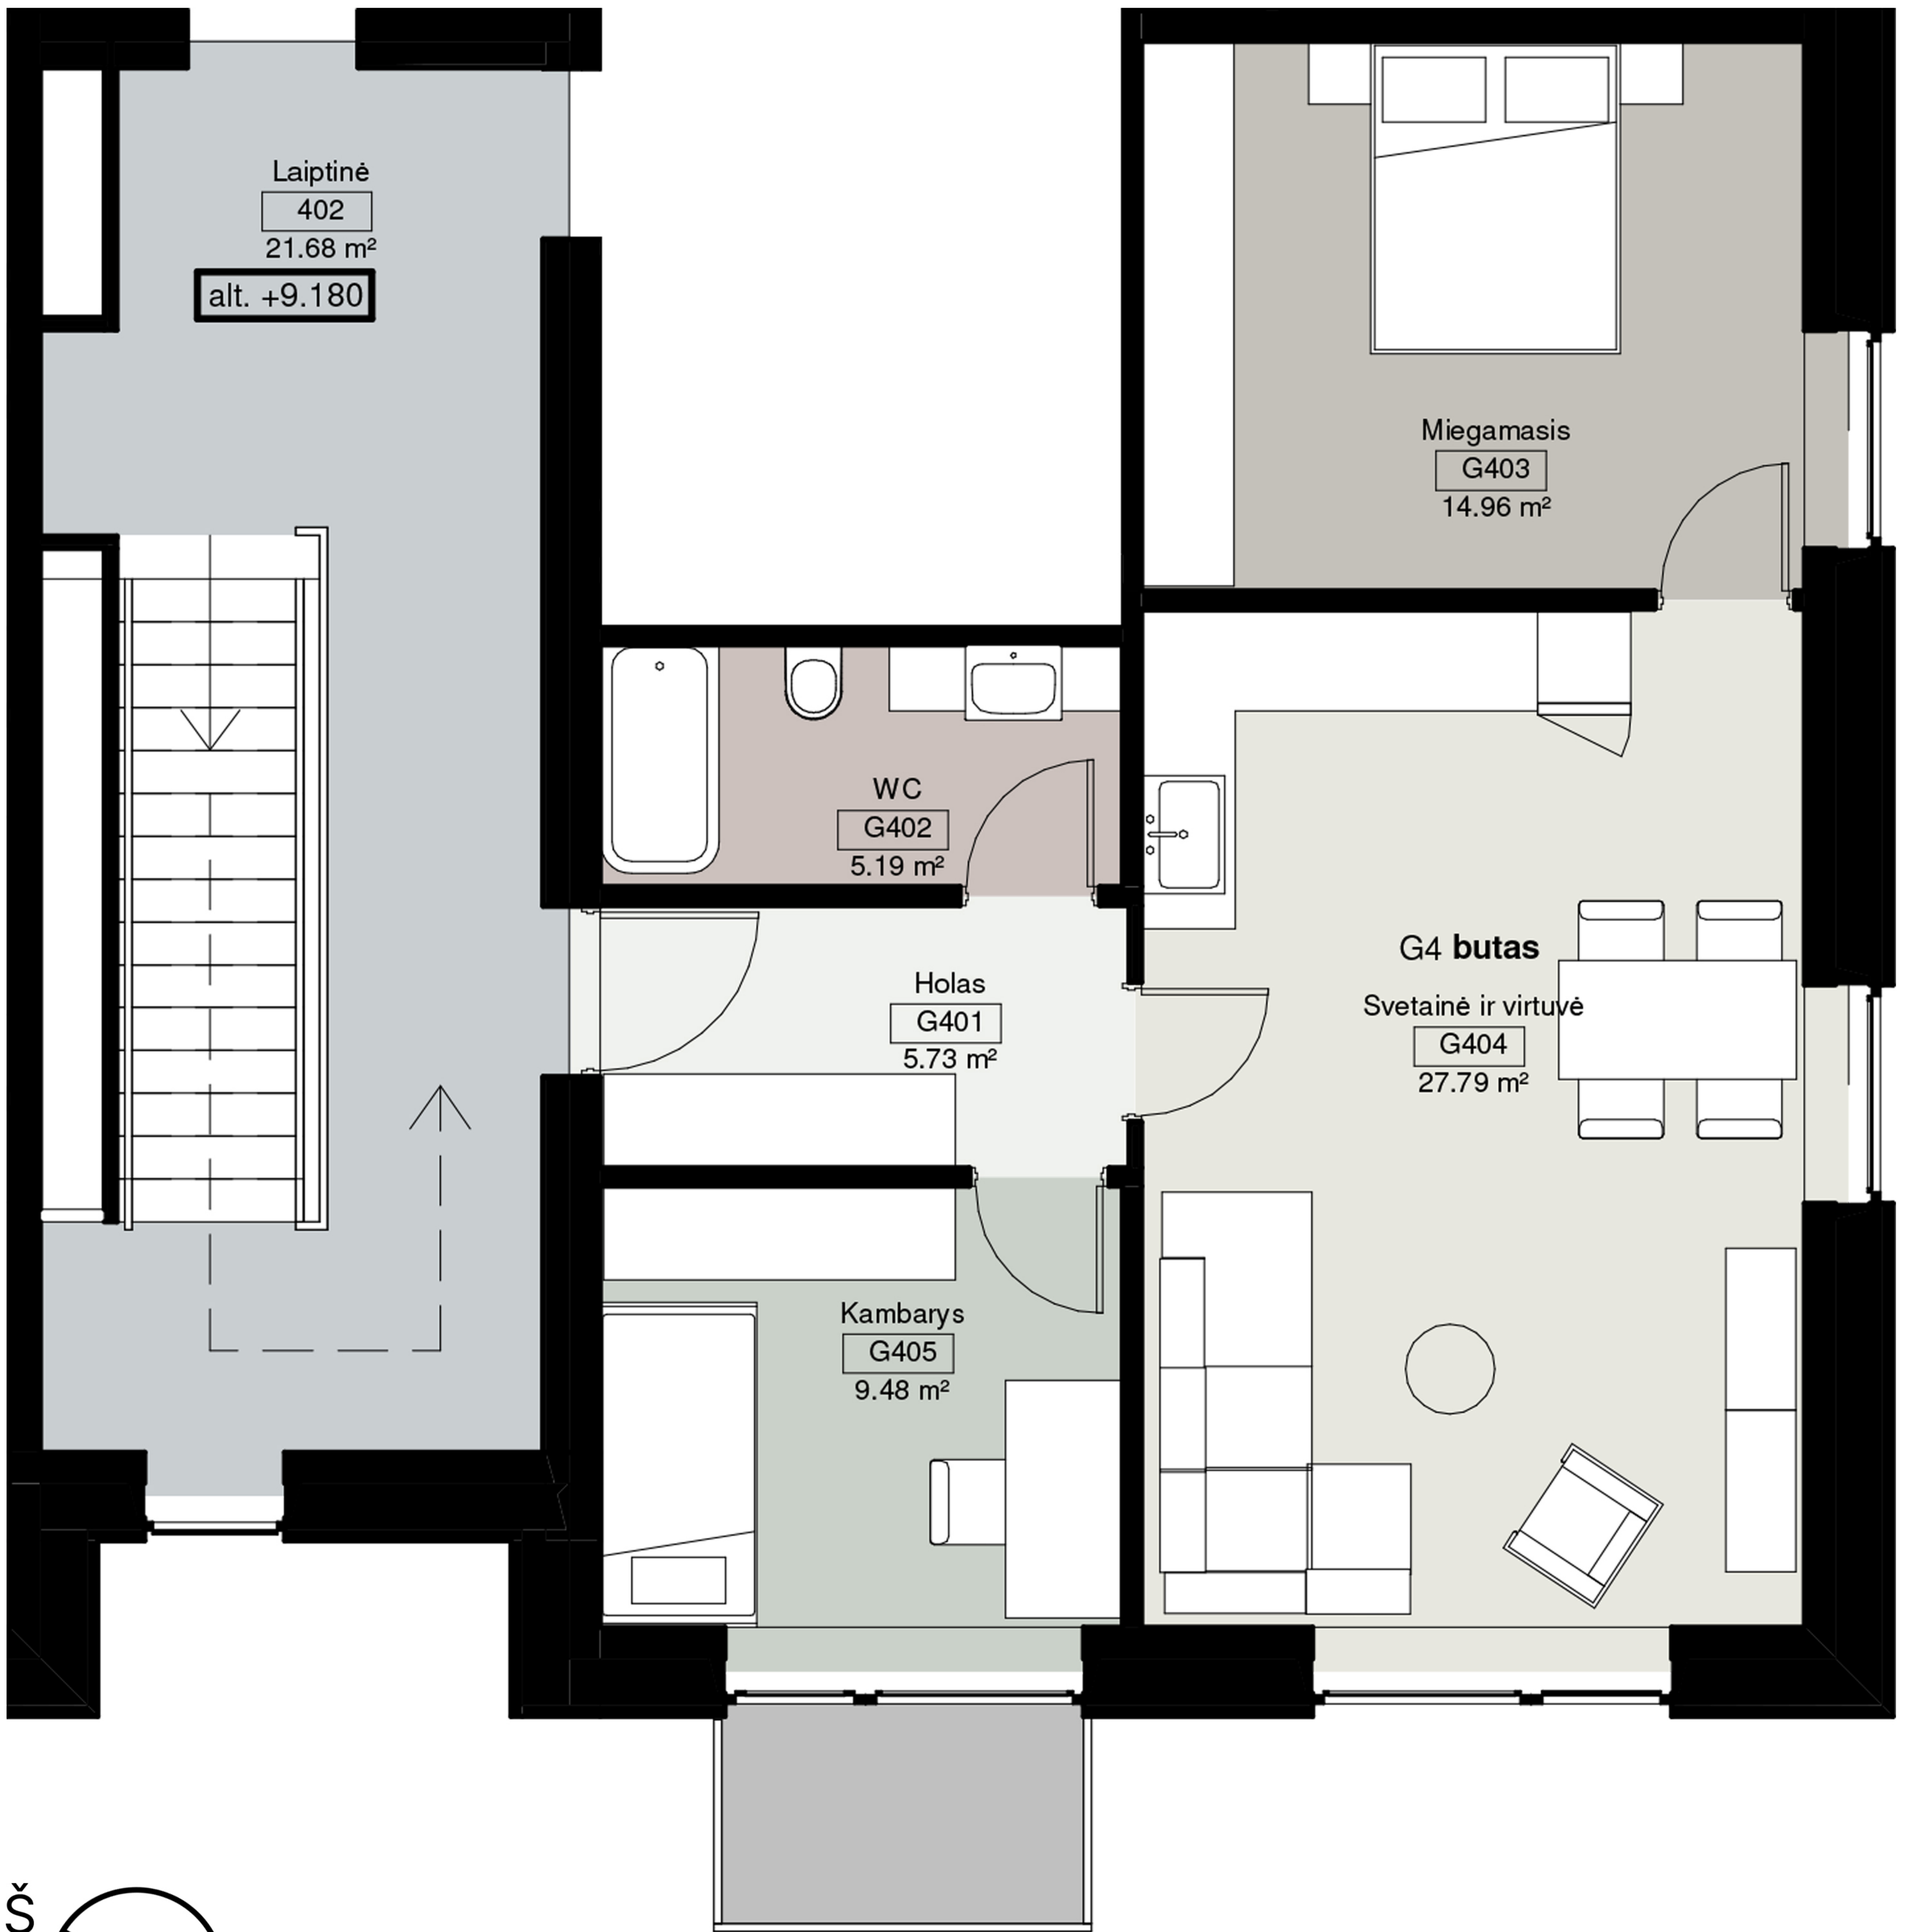 Laiptinė
402
21.68 m²
alt. +9.180
Miegamasis
G403
14.96 m²
WC
G402
5.19 m²
Holas
G401
5.73 m²
G4 butas
Svetainė ir virtuvė
G404
27.79 m²
Kambarys
G405
9.48 m²
Š